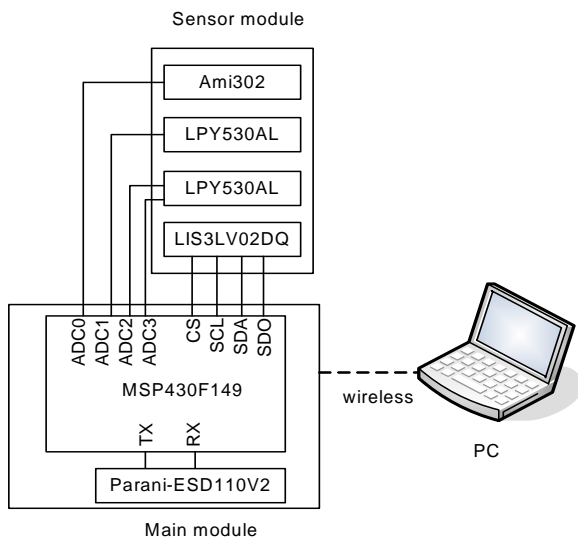 Sensor module
Ami302
LPY530AL
LPY530AL
LIS3LV02DQ
ADC0
ADC1
ADC2
ADC3
CS
SCL
SDA
SDO
MSP430F149
TX
RX
Parani-ESD110V2
Main module
wireless
PC